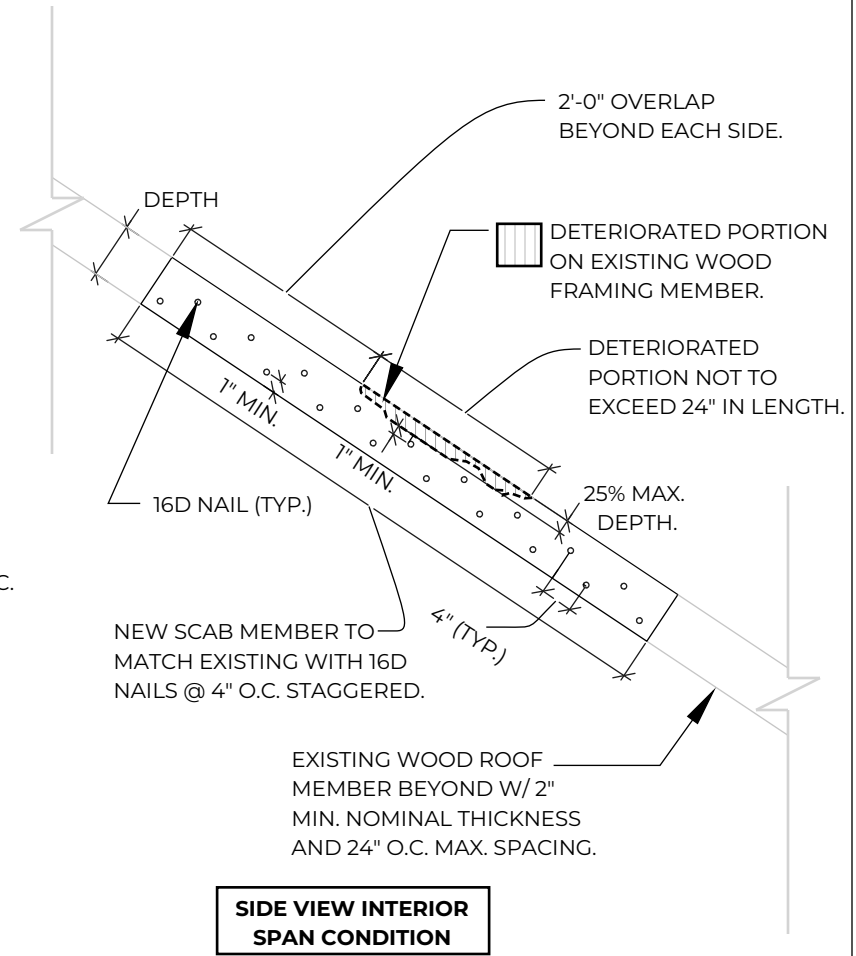 2'-0" OVERLAP
BEYOND EACH SIDE.
DEPTH
DETERIORATED PORTION
ON EXISTING WOOD
FRAMING MEMBER.
DETERIORATED
PORTION NOT TO
EXCEED 24" IN LENGTH.
1" MIN.
1" MIN.
16D NAIL (TYP.)
25% MAX.
DEPTH.
C.
4" (TYP.)
NEW SCAB MEMBER TO
MATCH EXISTING WITH 16D
NAILS @ 4" O.C. STAGGERED.
EXISTING WOOD ROOF
MEMBER BEYOND W/ 2"
MIN. NOMINAL THICKNESS
AND 24" O.C. MAX. SPACING.
SIDE VIEW INTERIOR
SPAN CONDITION